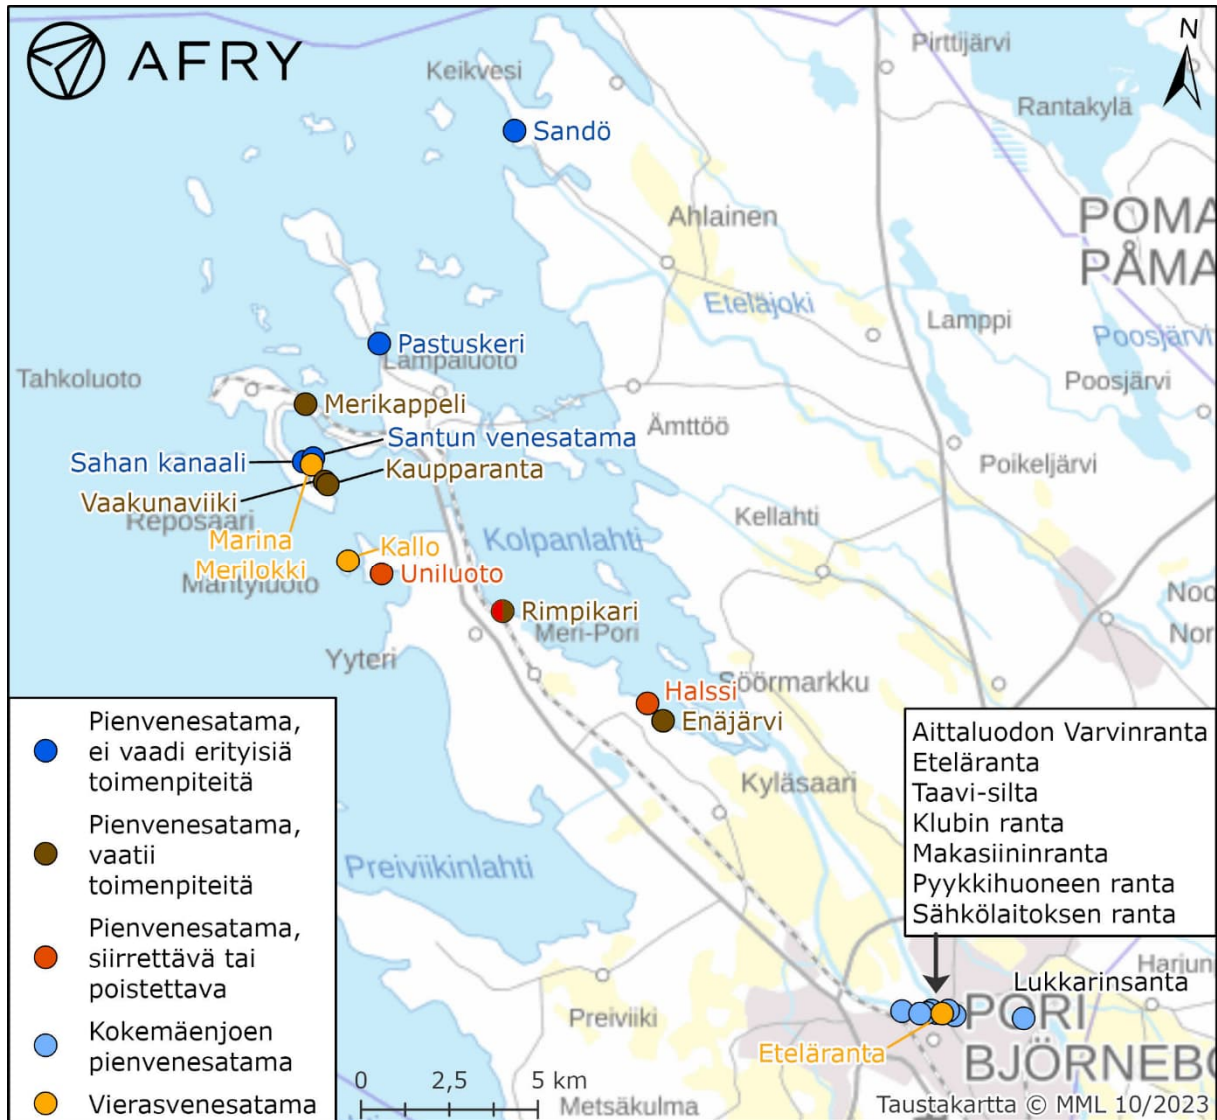 AFRY
N
Pirttijärvi
Keikvesi
Rantakylä
Sandö
Ahlainen
POMA
PÅMA
Eteläjoki
Lamppi
Poosjärvi
Pastuskeri
Lampaluoto
Tahkoluoto
Poosjärvi
Merikappeli
Ämttöö
Santun venesatama
Sahan kanaali
Kaupparanta
Poikeljärvi
Vaakunaviiki
Reposaari
Kellahti
Marina
Merilokki
Kolpanlahti
Kallo
Uniluoto
Mäntyluoto
Noo
Nor
Rimpikari
Meri-Pori
Yyteri
Söörmarkku
Halssi
Enäjärvi
Kyläsaari
Preiviikinlahti
Aittaluodon Varvinranta
Eteläranta
Taavi-silta
Klubin ranta
Makasiininranta
Pyykkihuoneen ranta
Sähkölaitoksen ranta
Harjun
Lukkarinsanta
Preiviiki
PORI
BJÖRNEBO
Eteläranta
Metsäkulma
Pienvenesatama,
ei vaadi erityisiä
toimenpiteitä
Pienvenesatama,
vaatii
toimenpiteitä
Pienvenesatama,
siirrettävä tai
poistettava
Kokemäenjoen
pienvenesatama
Vierasvenesatama
0 2,5 5 km
Taustakartta © MML 10/2023